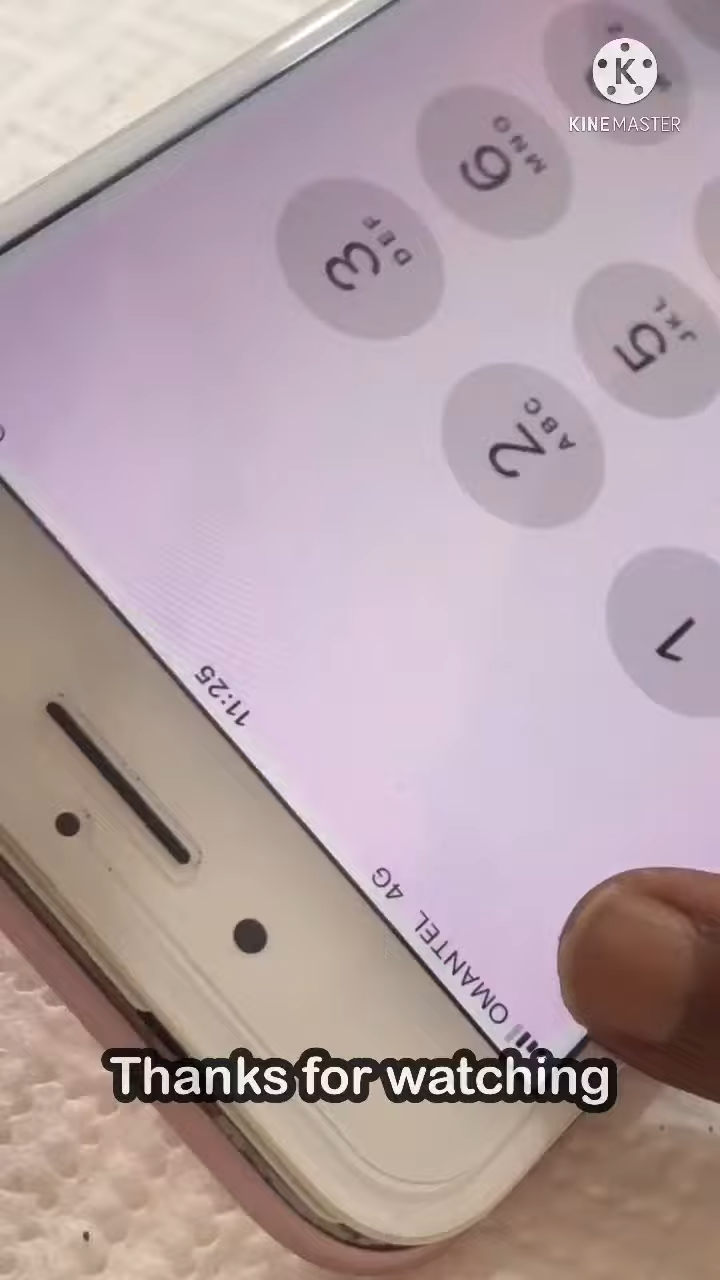 KINEMASTER
OMANTEL 4G
11:25
1
2
ABC
3
DEF
5
JKL
6
MNO
Thanks for watching